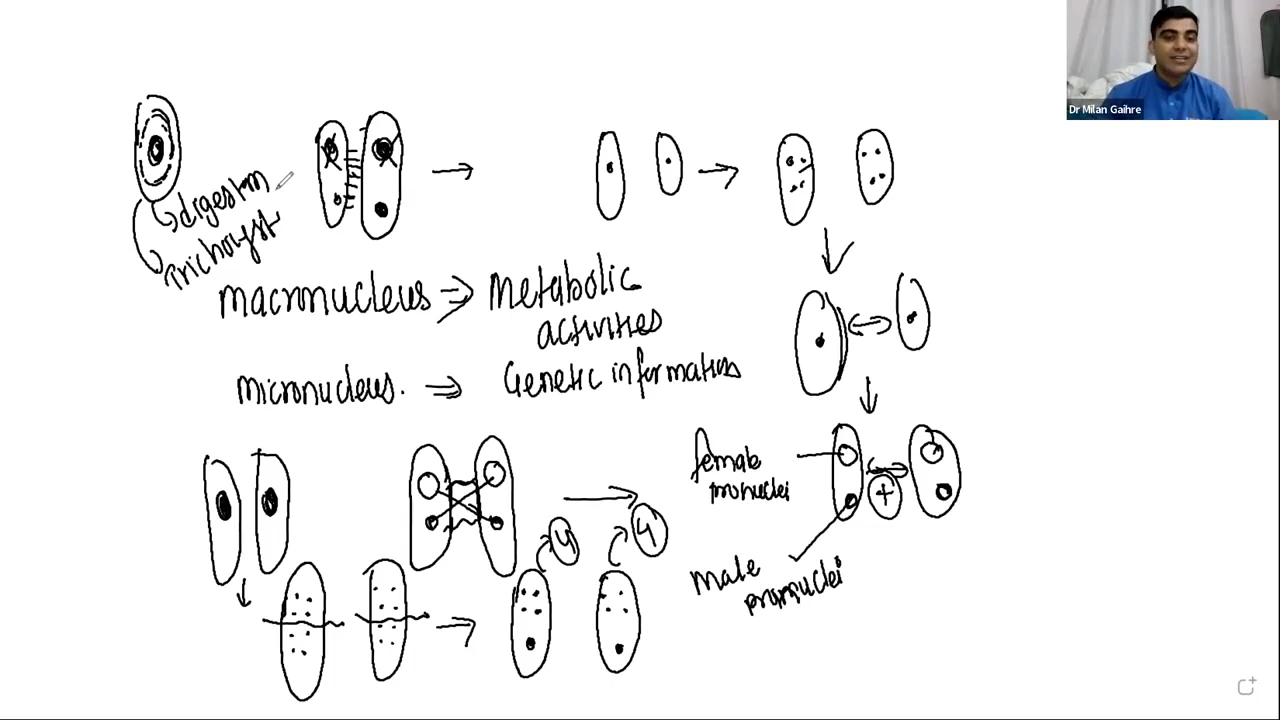 Dr Milan Gaihre
digestion
Trichocyst
macronucleus ⇒ Metabolic
activities
micronucleus. ⇒ Genetic informations
female
pronuclei
+
4
4
male
pronuclei